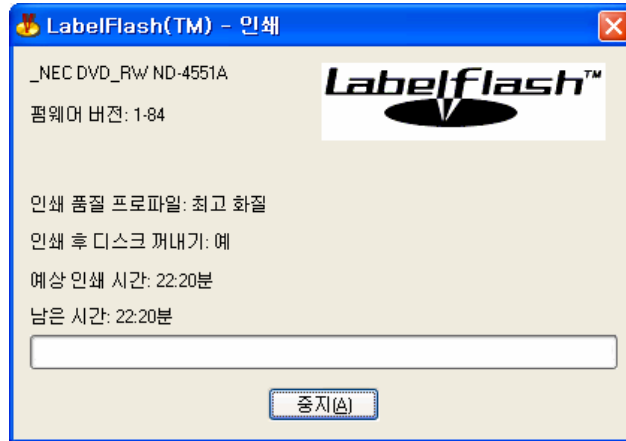 LabelFlash(TM) - 인쇄
_NEC DVD_RW ND-4551A
Labelflash™
펌웨어 버전: 1-84
인쇄 품질 프로파일: 최고 화질
인쇄 후 디스크 꺼내기: 예
예상 인쇄 시간: 22:20분
남은 시간: 22:20분
중지(A)